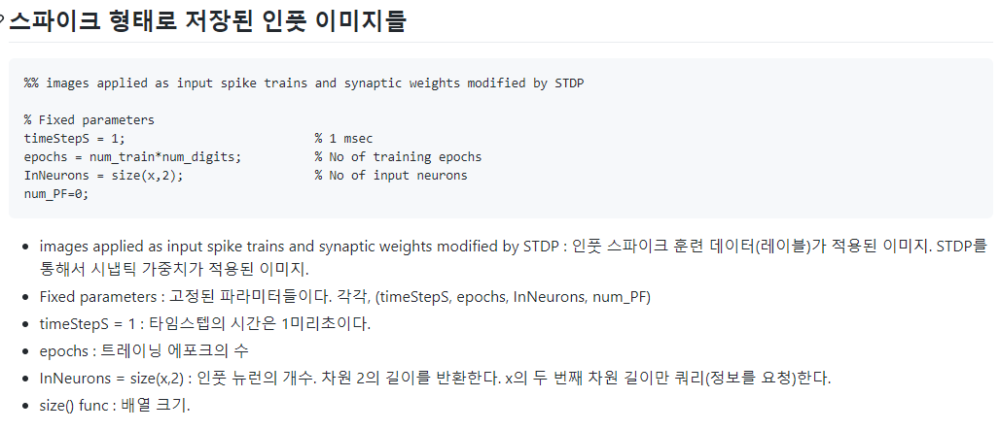 스파이크 형태로 저장된 인풋 이미지들
%% images applied as input spike trains and synaptic weights modified by STDP
% Fixed parameters
timeStepS = 1; % 1 msec
epochs = num_train*num_digits; % No of training epochs
InNeurons = size(x,2); % No of input neurons
num_PF=0;
• images applied as input spike trains and synaptic weights modified by STDP : 인풋 스파이크 훈련 데이터(레이블)가 적용된 이미지. STDP를
통해서 시냅틱 가중치가 적용된 이미지.
• Fixed parameters : 고정된 파라미터들이다. 각각, (timeStepS, epochs, InNeurons, num_PF)
• timeStepS = 1 : 타임스텝의 시간은 1미리초이다.
• epochs : 트레이닝 에포크의 수
• InNeurons = size(x,2) : 인풋 뉴런의 개수. 차원 2의 길이를 반환한다. x의 두 번째 차원 길이만 쿼리(정보를 요청)한다.
• size() func : 배열 크기.